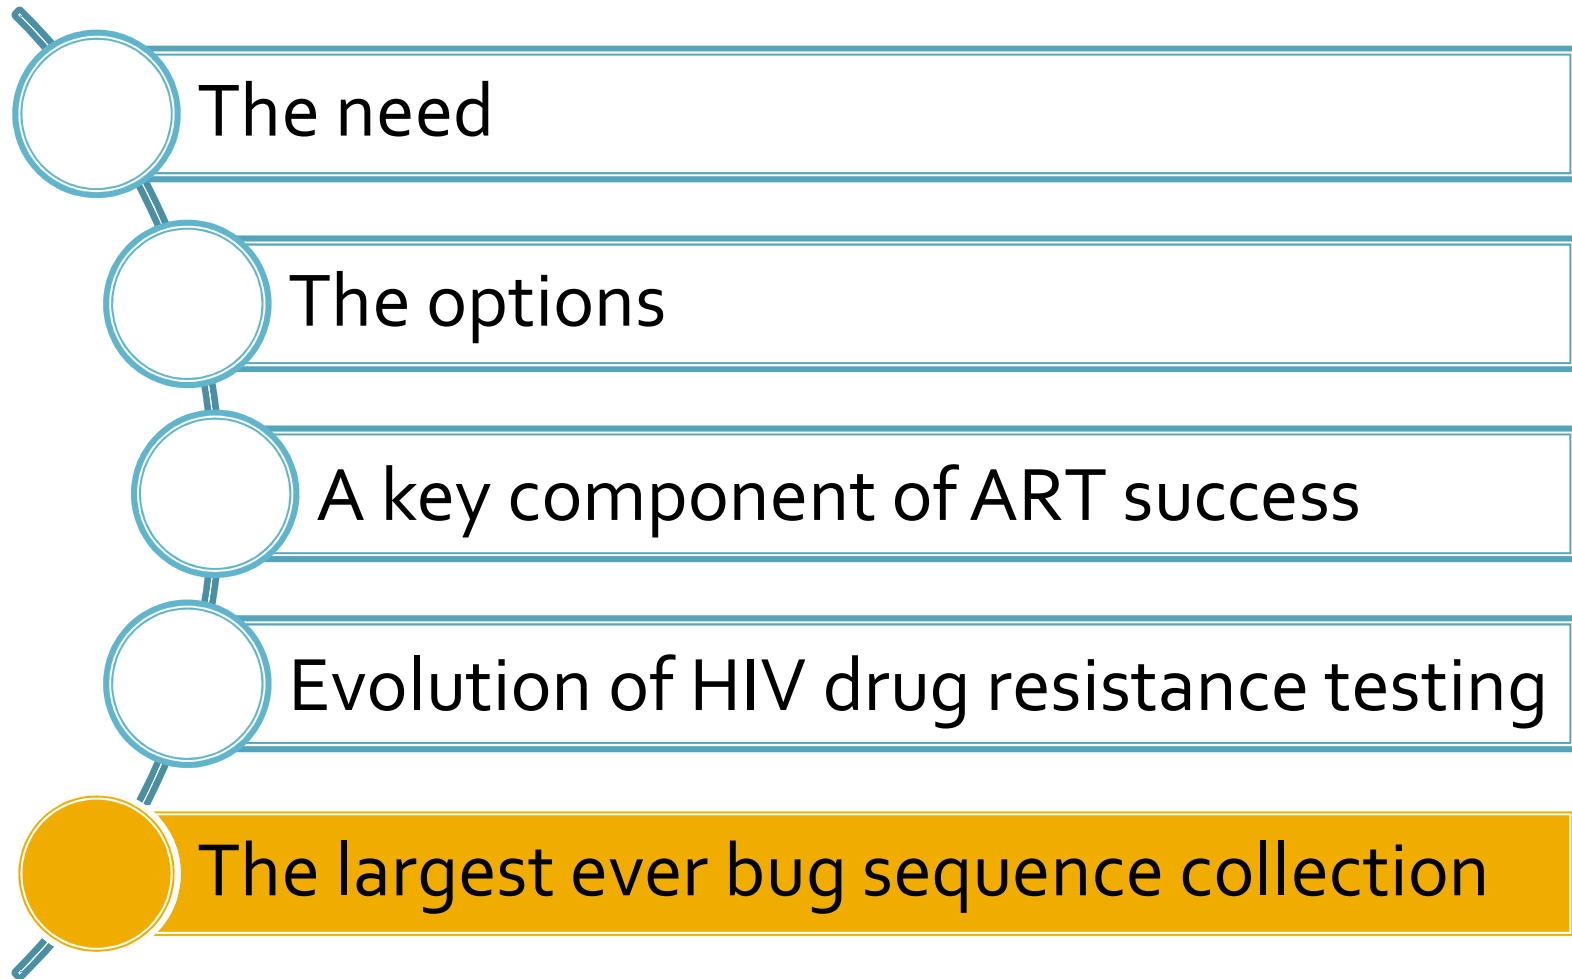 The need
The options
A key component of ART success
Evolution of HIV drug resistance testing
The largest ever bug sequence collection